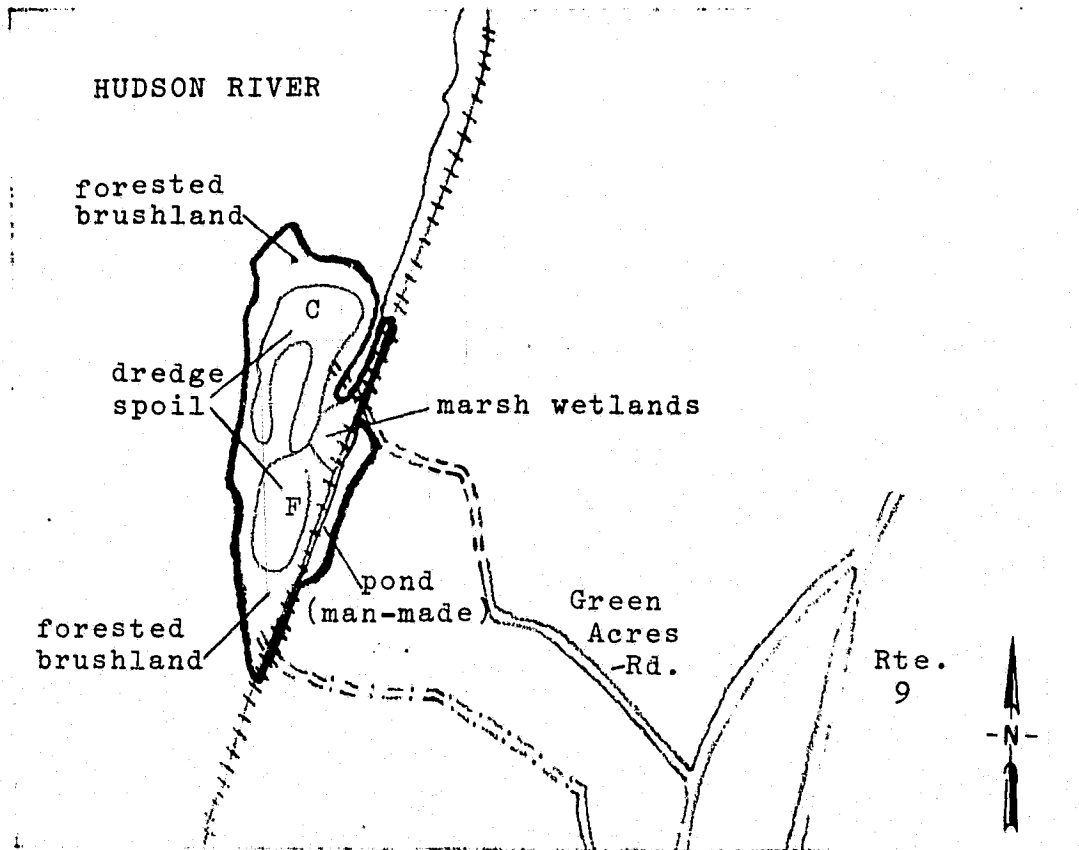 HUDSON RIVER
forested
brushland
C
dredge
spoil
marsh wetlands
F
pond
(man-made)
forested
brushland
Green
Acres
Rd.
Rte.
9
-N-